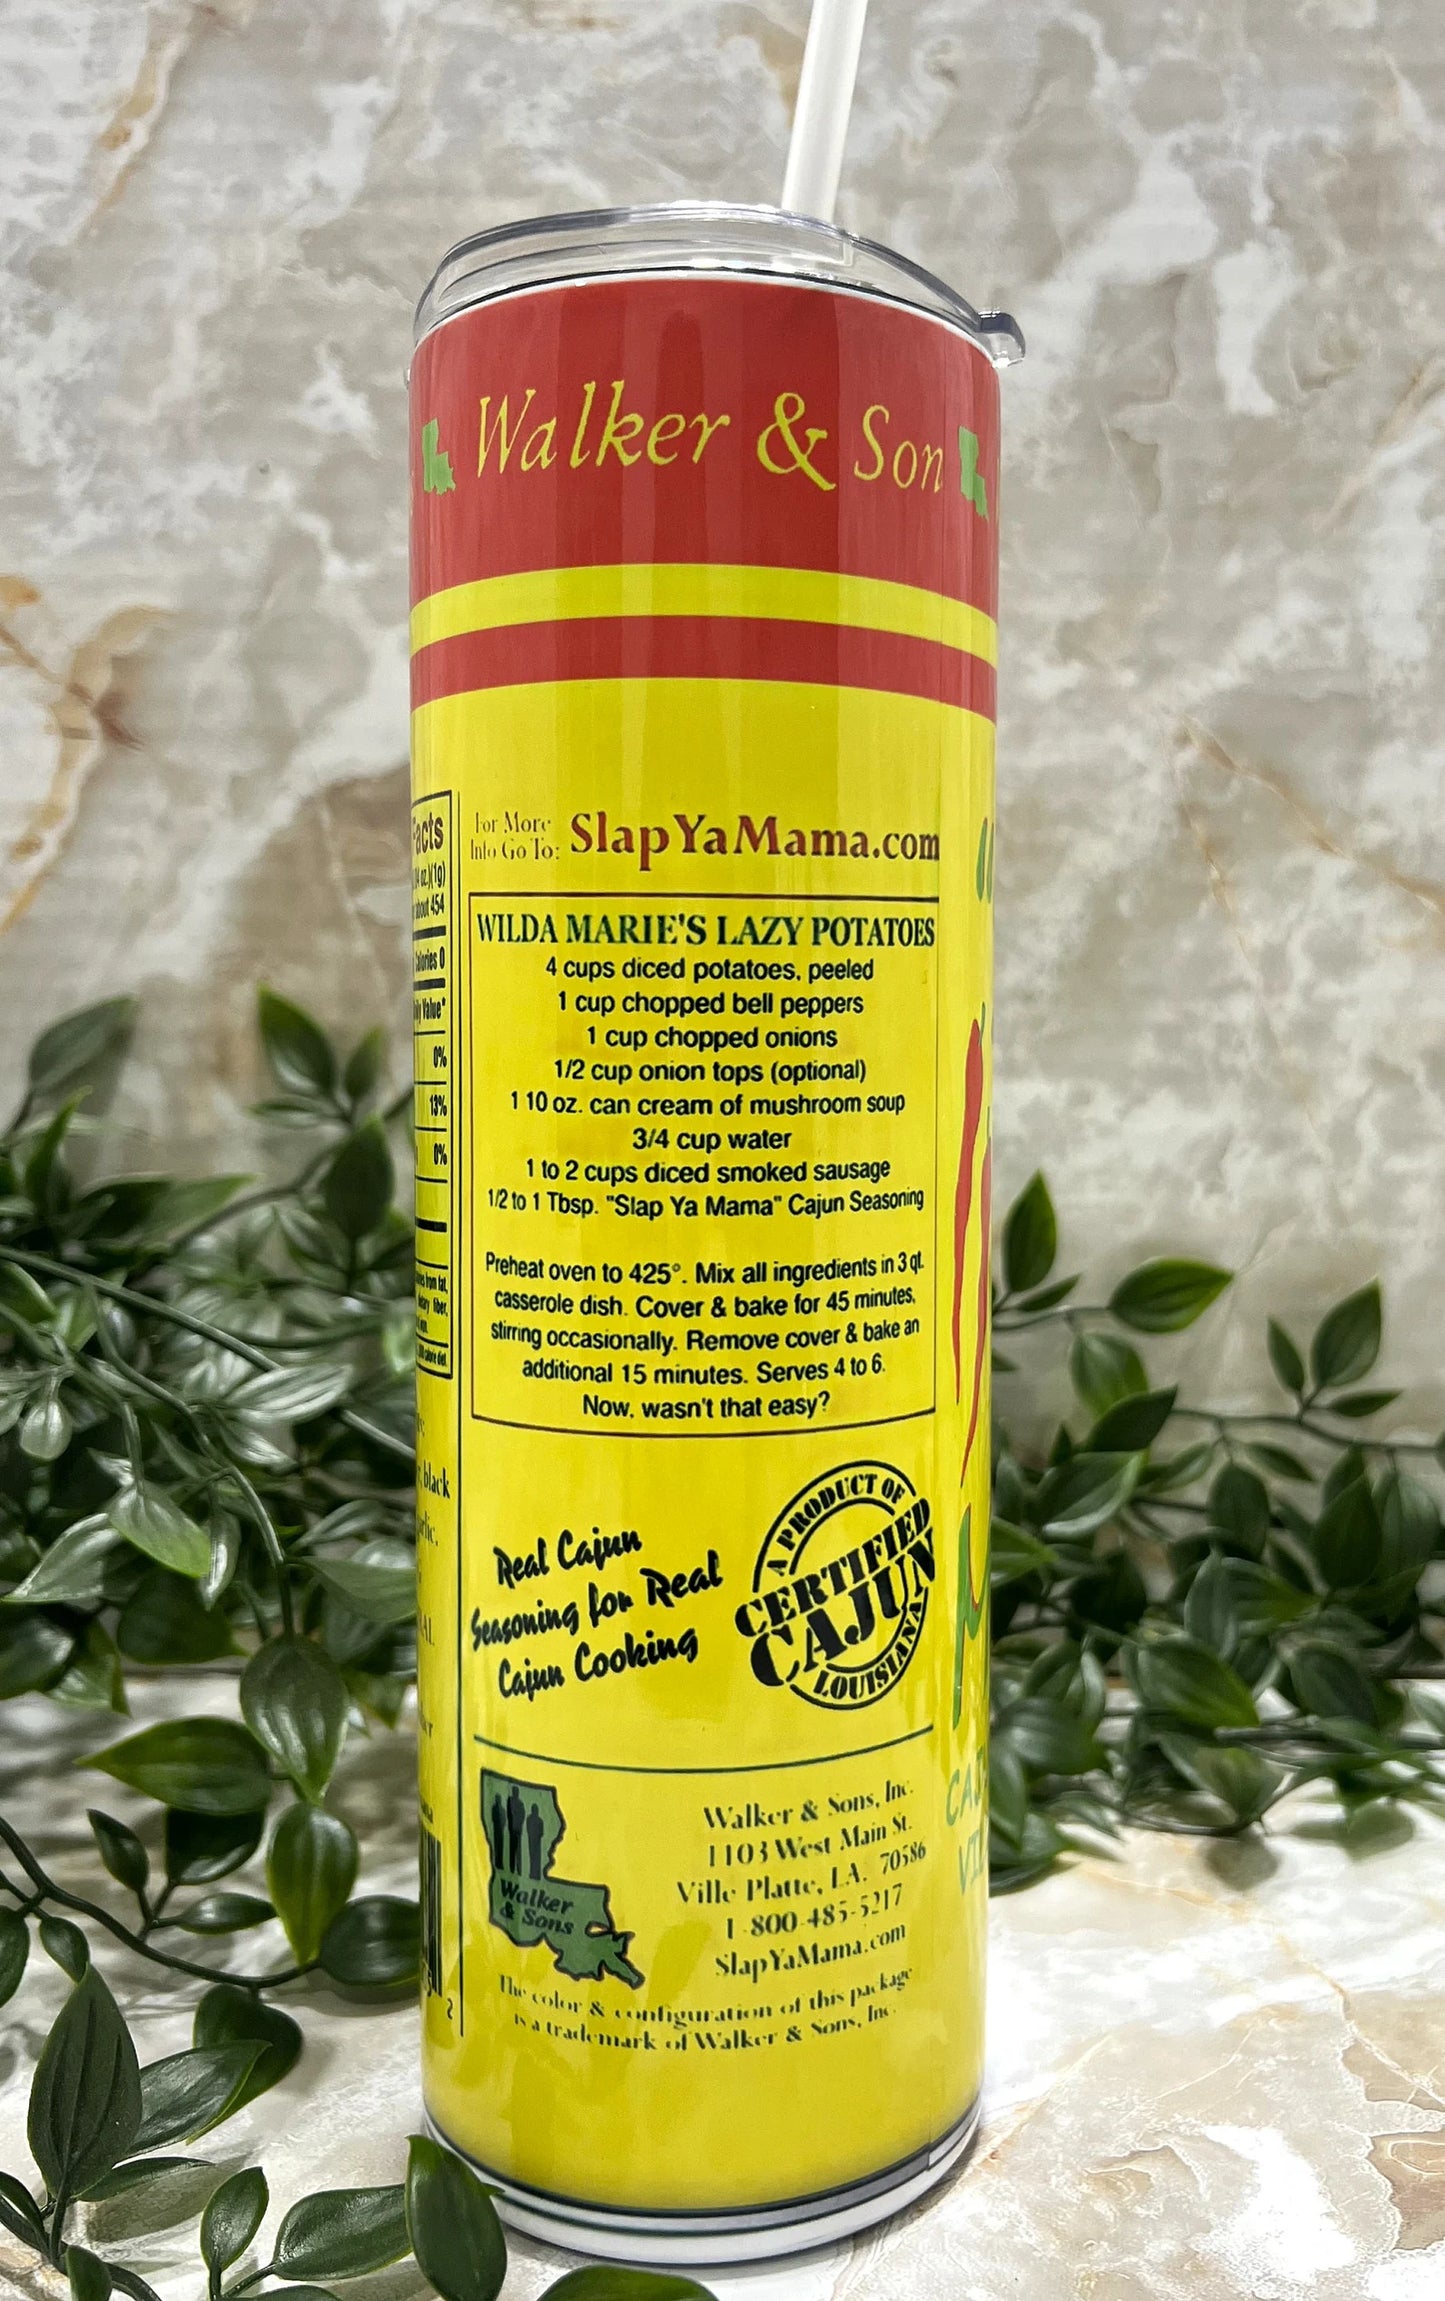 Walker & Son
Facts
(1g)
about 454
Calories 0
Value*
0%
13%
0%
For More
Info Go To: SlapYaMama.com
WILDA MARIE'S LAZY POTATOES
4 cups diced potatoes, peeled
1 cup chopped bell peppers
1 cup chopped onions
1/2 cup onion tops (optional)
1 10 oz. can cream of mushroom soup
3/4 cup water
1 to 2 cups diced smoked sausage
1/2 to 1 Tbsp. "Slap Ya Mama" Cajun Seasoning
Preheat oven to 425°. Mix all ingredients in 3 qt.
casserole dish. Cover & bake for 45 minutes,
stirring occasionally. Remove cover & bake an
additional 15 minutes. Serves 4 to 6.
Now, wasn't that easy?
black
Real Cajun
Seasoning for Real
Cajun Cooking
A PRODUCT OF
CERTIFIED
CAJUN
LOUISIANA
Walker
& Sons
Walker & Sons, Inc.
1103 West Main St.
Ville Platte, LA. 70586
1-800-485-5217
SlapYaMama.com
The color & configuration of this package
is a trademark of Walker & Sons, Inc.
2